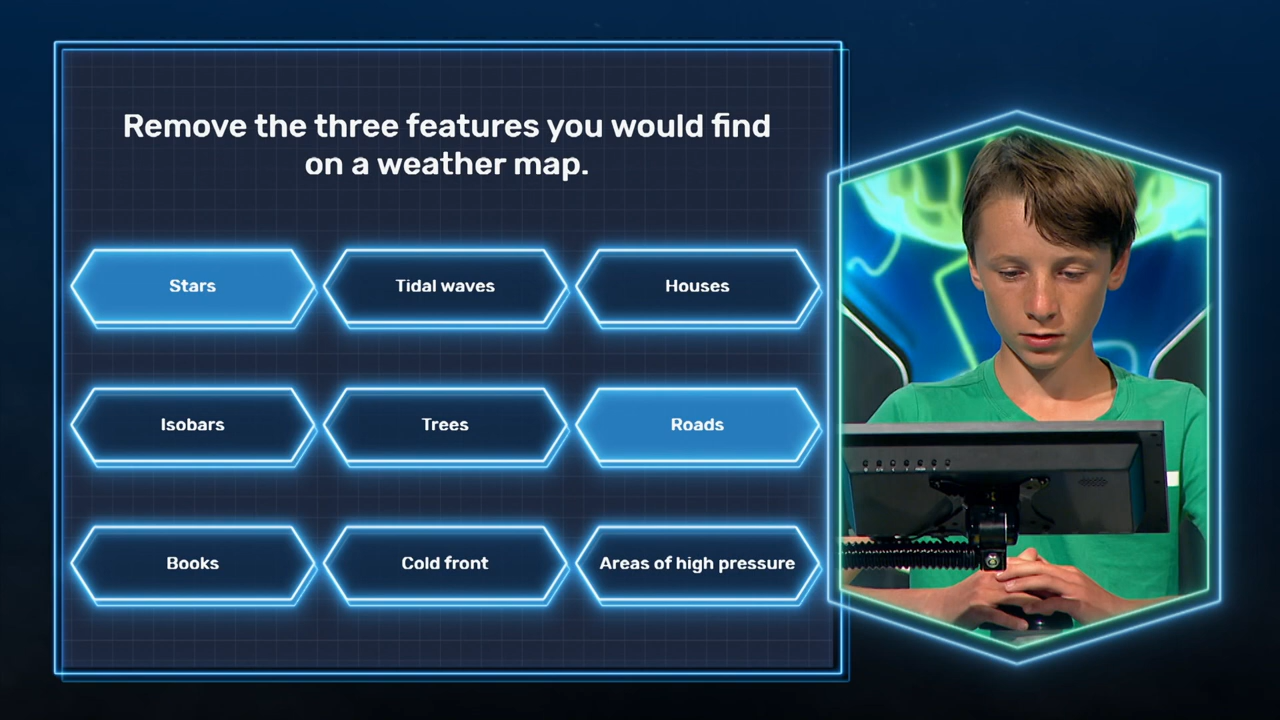 Remove the three features you would find
on a weather map.
Stars
Tidal waves
Houses
Isobars
Trees
Roads
Books
Cold front
Areas of high pressure